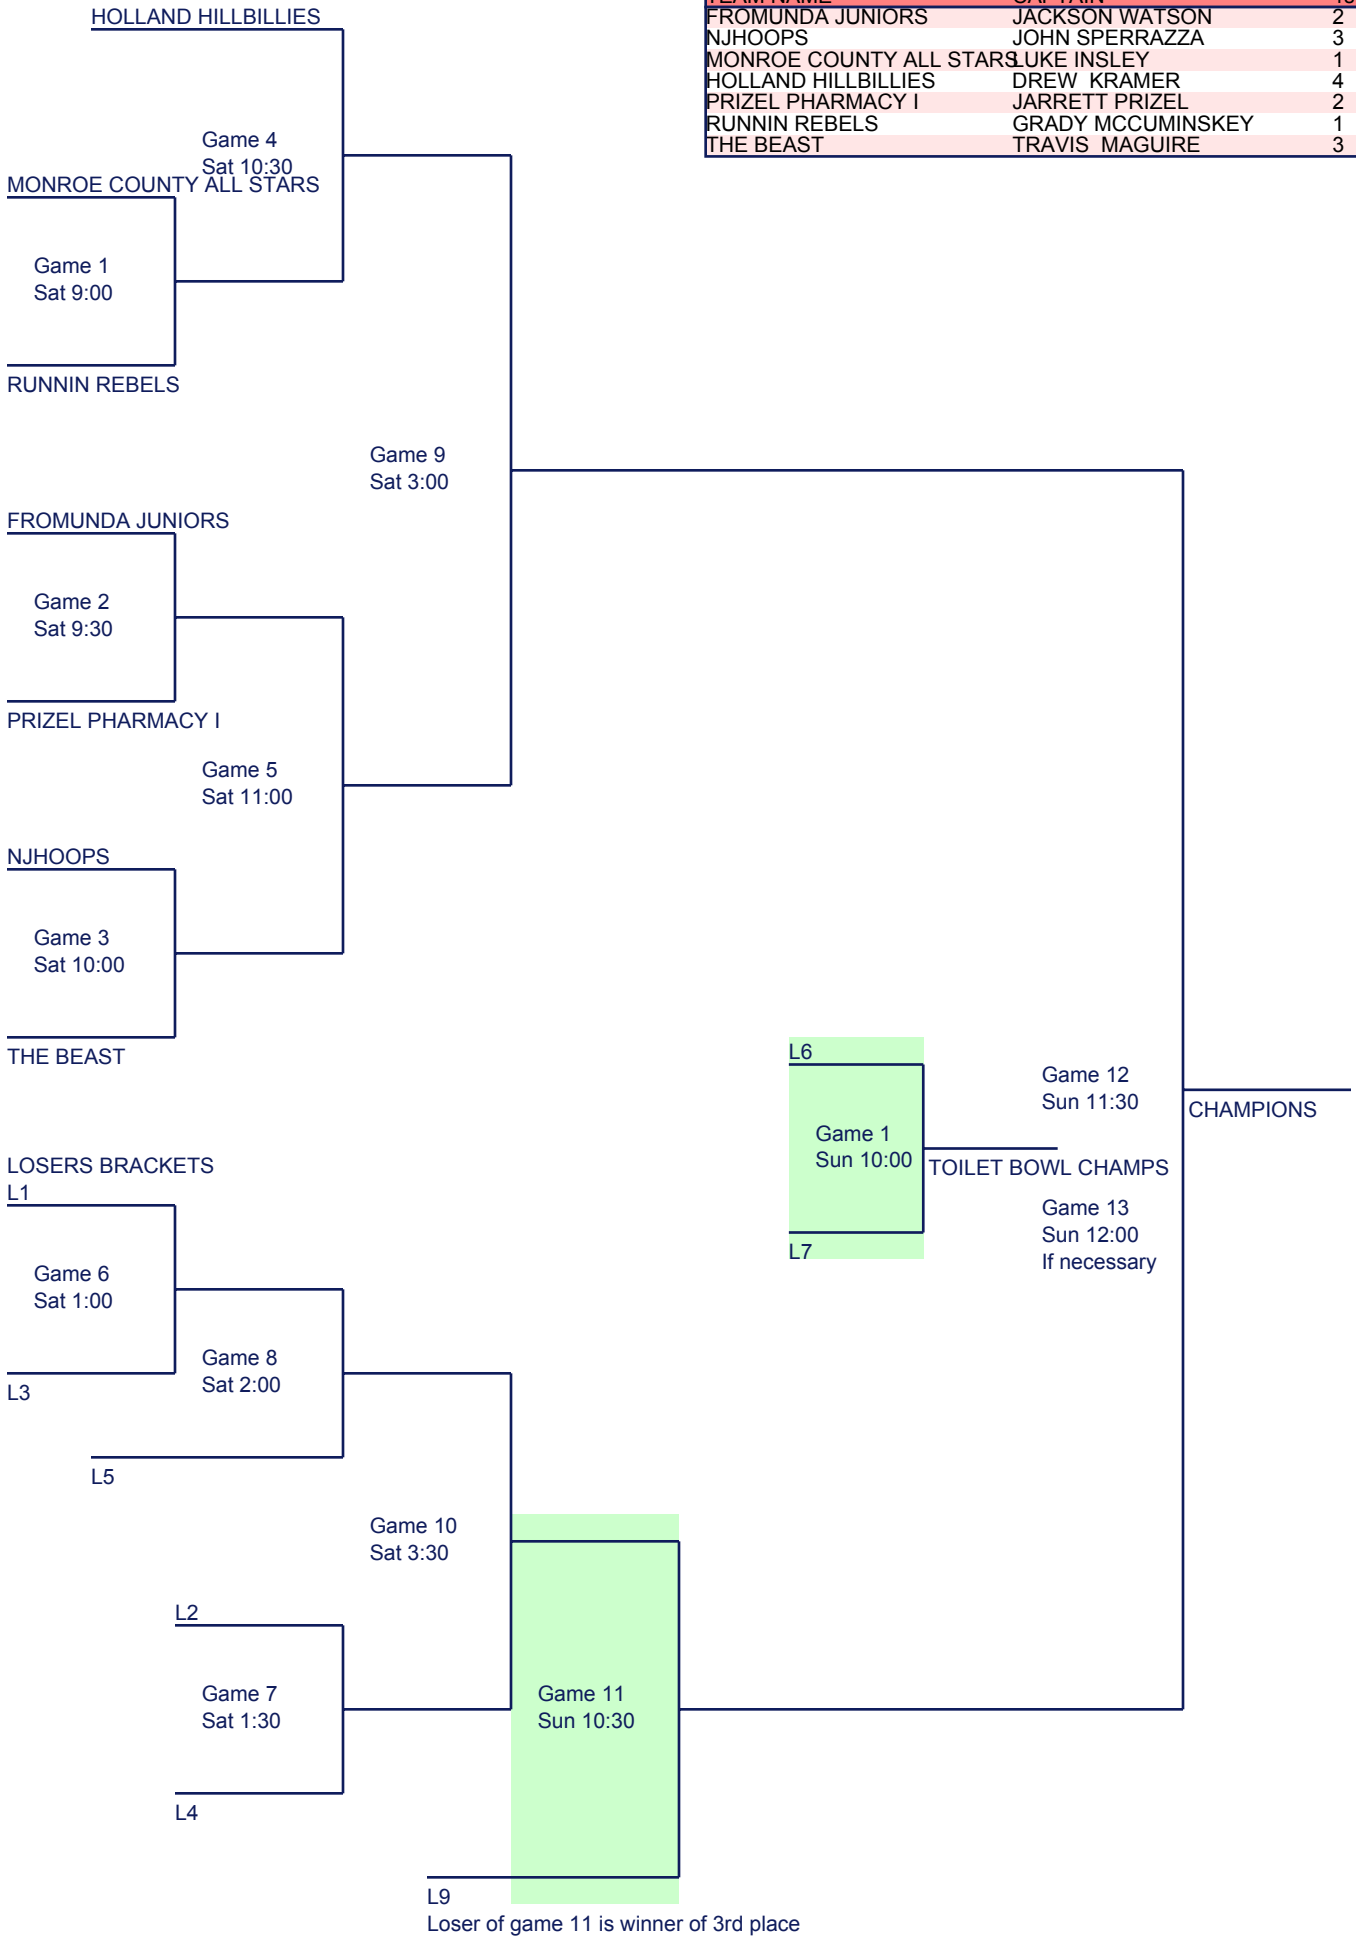 HOLLAND HILLBILLIES
TEAM NAME CAPTAIN
FROMUNDA JUNIORS JACKSON WATSON 2
NJHOOPS JOHN SPERRAZZA 3
MONROE COUNTY ALL STARS LUKE INSLEY 1
HOLLAND HILLBILLIES DREW KRAMER 4
PRIZEL PHARMACY I JARRETT PRIZEL 2
RUNNIN REBELS GRADY MCCUMINSKEY 1
THE BEAST TRAVIS MAGUIRE 3
Game 4
Sat 10:30
MONROE COUNTY ALL STARS
Game 1
Sat 9:00
RUNNIN REBELS
Game 9
Sat 3:00
FROMUNDA JUNIORS
Game 2
Sat 9:30
PRIZEL PHARMACY I
Game 5
Sat 11:00
NJHOOPS
Game 3
Sat 10:00
THE BEAST
L6
Game 1
Sun 10:00
TOILET BOWL CHAMPS
L7
Game 12
Sun 11:30
CHAMPIONS
Game 13
Sun 12:00
If necessary
LOSERS BRACKETS
L1
Game 6
Sat 1:00
L3
Game 8
Sat 2:00
L5
Game 10
Sat 3:30
L2
Game 7
Sat 1:30
L4
Game 11
Sun 10:30
L9
Loser of game 11 is winner of 3rd place